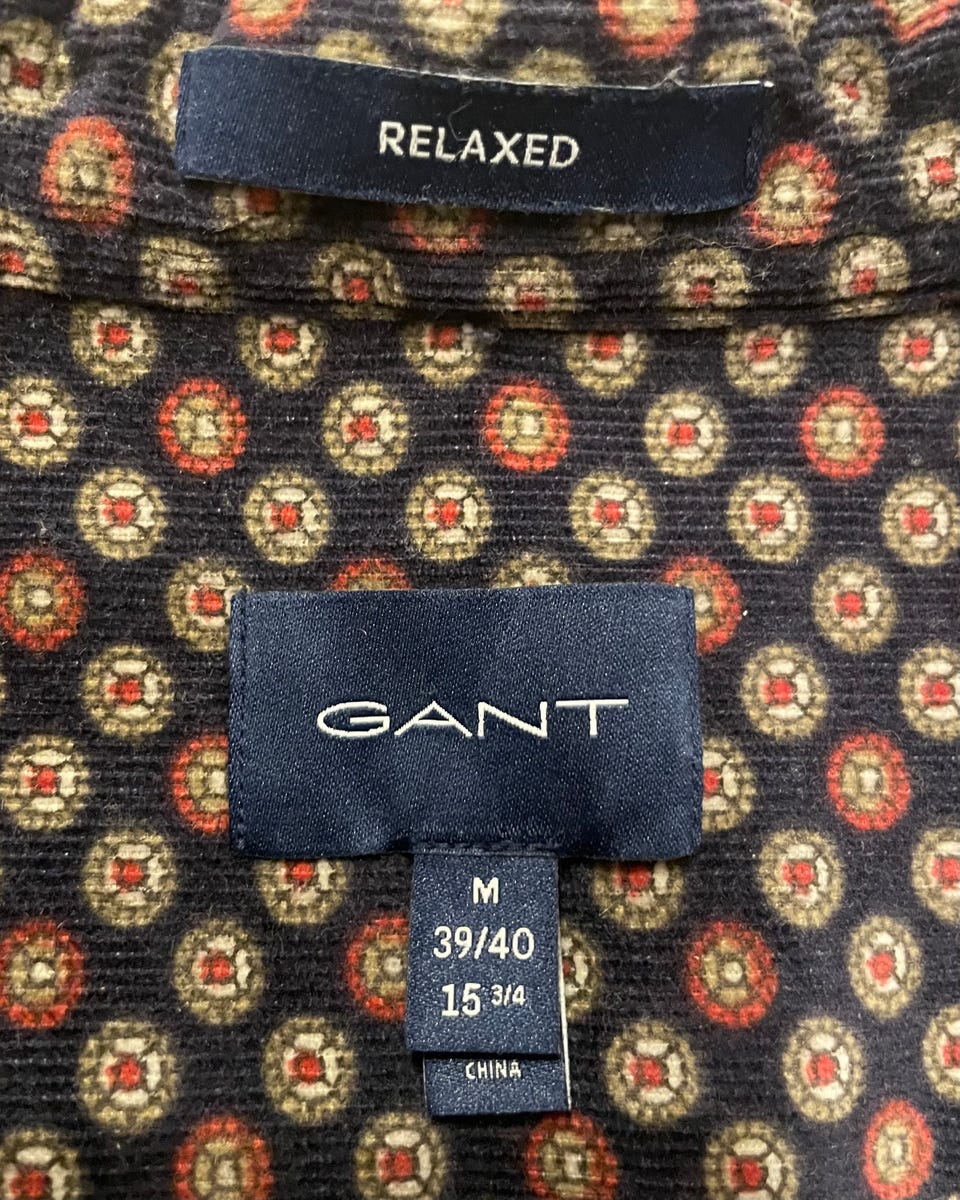 RELAXED
GANT
M
39/40
15 3/4
CHINA